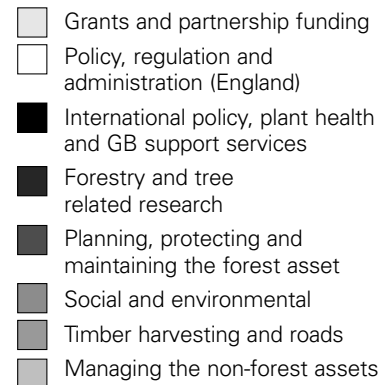 Grants and partnership funding
Policy, regulation and
administration (England)
International policy, plant health
and GB support services
Forestry and tree
related research
Planning, protecting and
maintaining the forest asset
Social and environmental
Timber harvesting and roads
Managing the non-forest assets